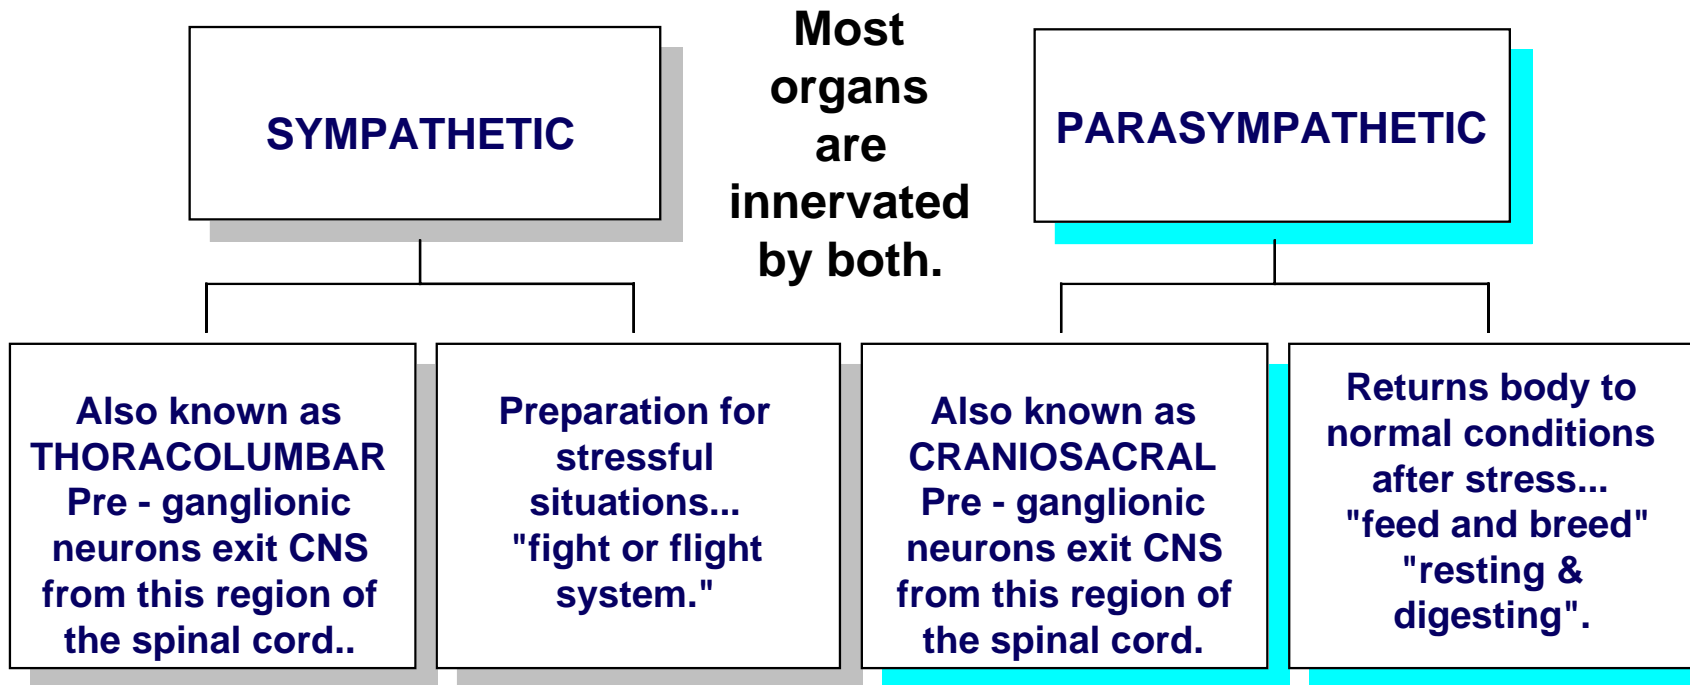 SYMPATHETIC
Most
organs
are
innervated
by both.
PARASYMPATHETIC
Also known as
THORACOLUMBAR
Pre - ganglionic
neurons exit CNS
from this region of
the spinal cord..
Preparation for
stressful
situations...
"fight or flight
system."
Also known as
CRANIOSACRAL
Pre - ganglionic
neurons exit CNS
from this region of
the spinal cord.
Returns body to
normal conditions
after stress...
"feed and breed"
"resting &
digesting".